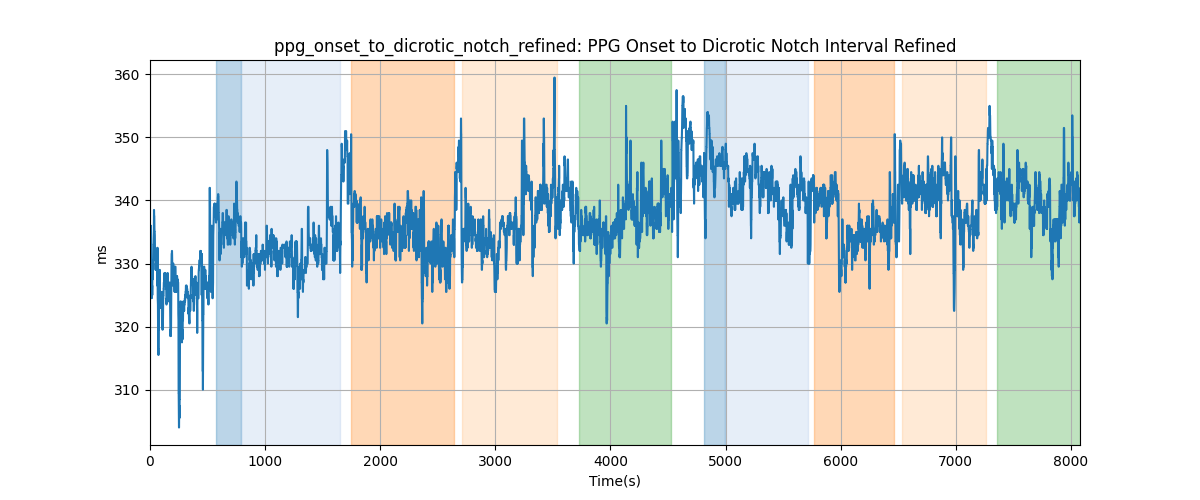 ppg_onset_to_dicrotic_notch_refined: PPG Onset to Dicrotic Notch Interval Refined
360
350
340
330
320
310
ms
0 1000 2000 3000 4000 5000 6000 7000 8000
Time(s)